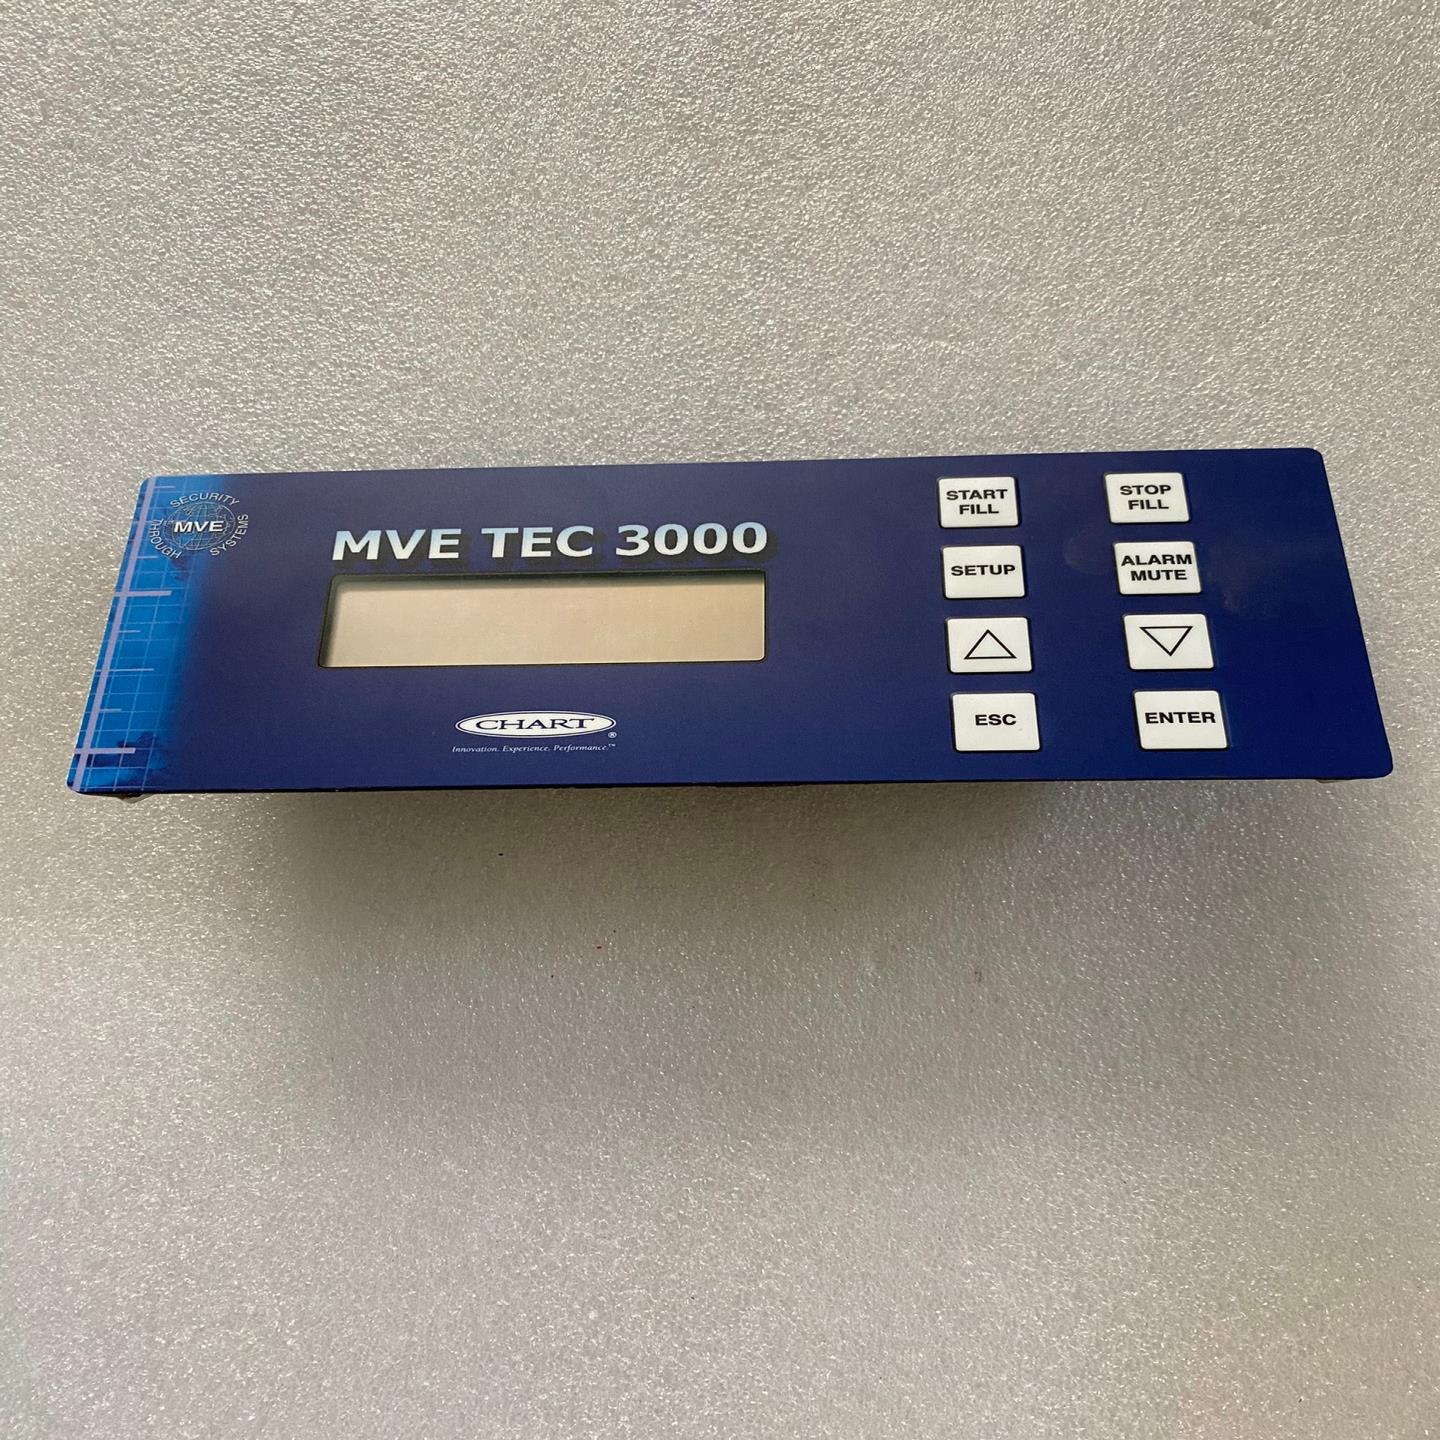 SECURITY
THROUGH
MVE
SYSTEMS
MVE TEC 3000
CHART
®
Innovation. Experience. Performance.™
START
FILL
STOP
FILL
SETUP
ALARM
MUTE
ESC
ENTER